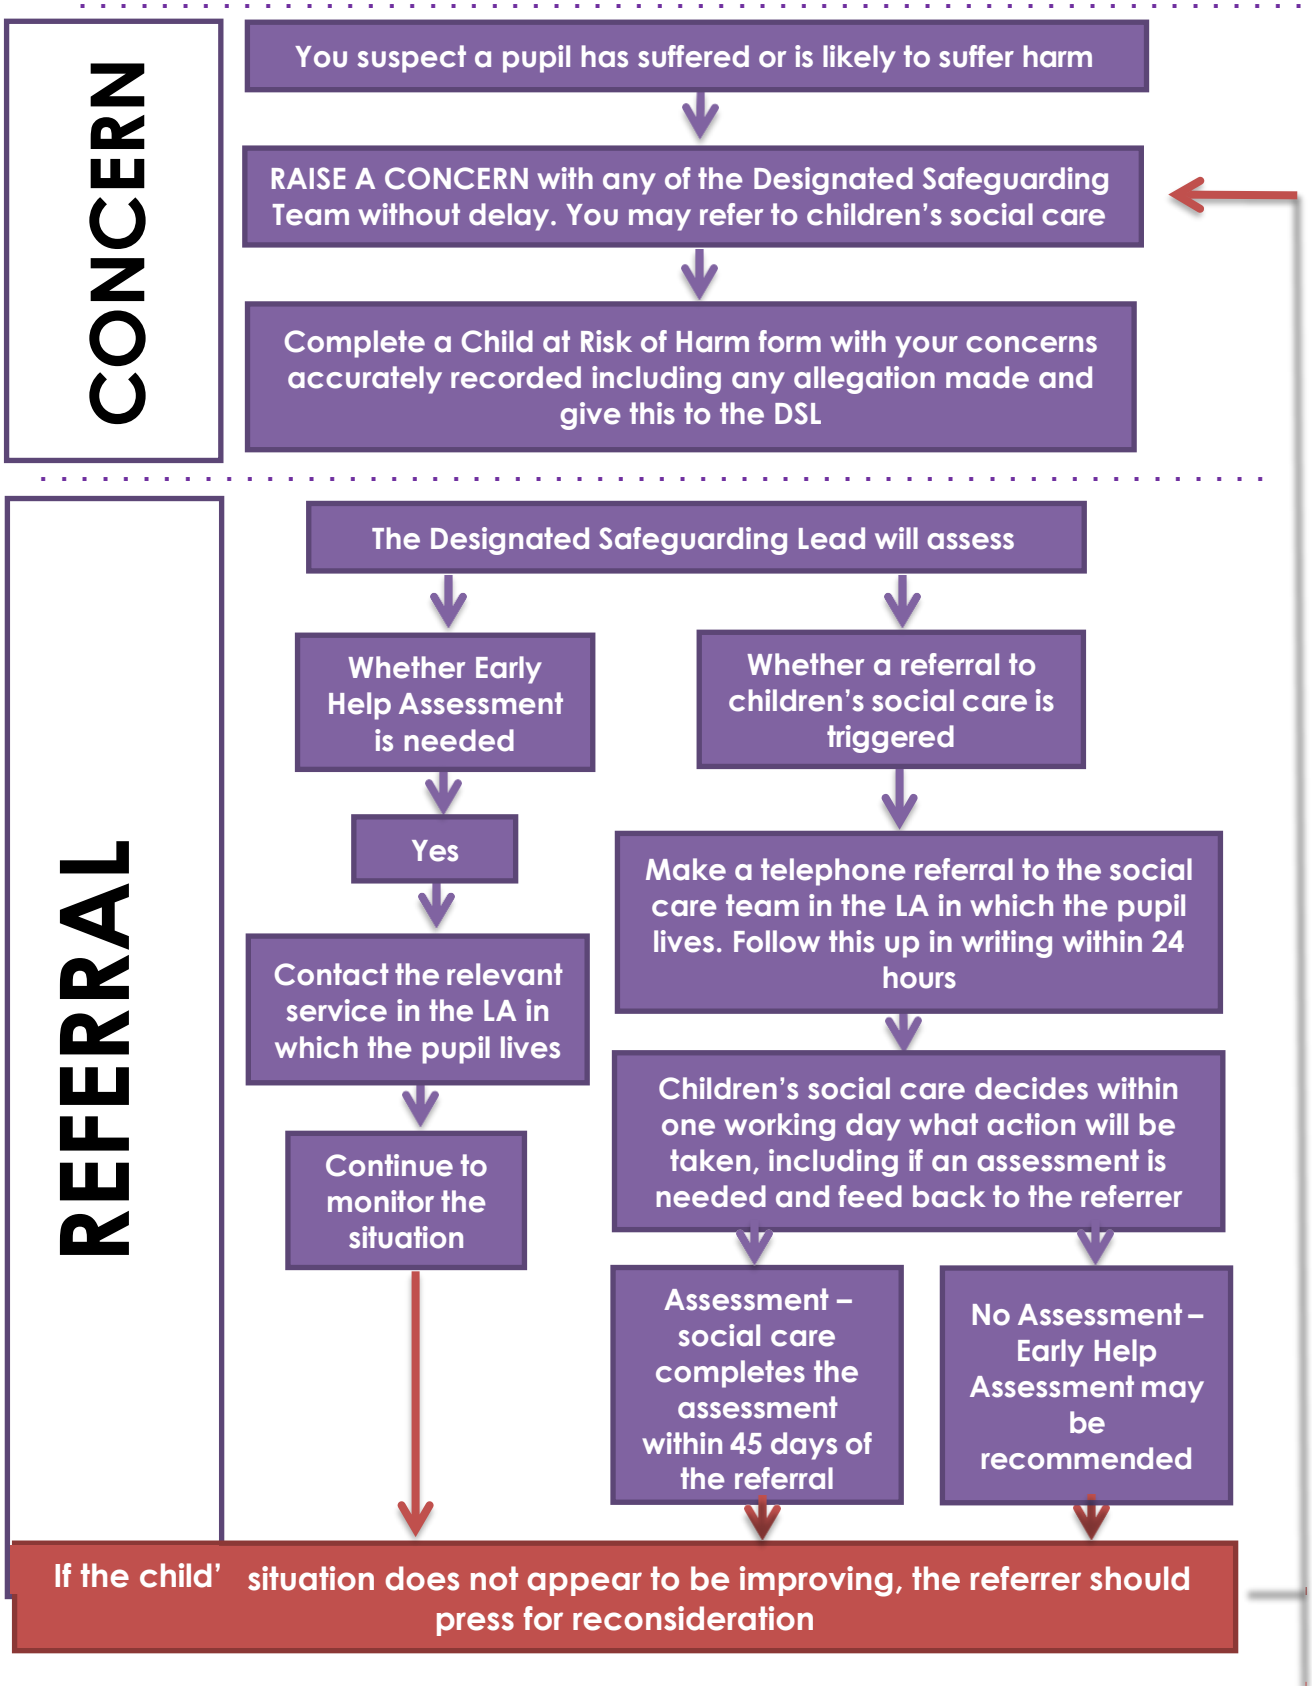 CONCERN
You suspect a pupil has suffered or is likely to suffer harm
RAISE A CONCERN with any of the Designated Safeguarding
Team without delay. You may refer to children’s social care
Complete a Child at Risk of Harm form with your concerns
accurately recorded including any allegation made and
give this to the DSL
REFERRAL
The Designated Safeguarding Lead will assess
Whether Early
Help Assessment
is needed
Yes
Contact the relevant
service in the LA in
which the pupil lives
Continue to
monitor the
situation
Whether a referral to
children’s social care is
triggered
Make a telephone referral to the social
care team in the LA in which the pupil
lives. Follow this up in writing within 24
hours
Children’s social care decides within
one working day what action will be
taken, including if an assessment is
needed and feed back to the referrer
Assessment –
social care
completes the
assessment
within 45 days of
the referral
No Assessment –
Early Help
Assessment may
be
recommended
If the child’ situation does not appear to be improving, the referrer should
press for reconsideration